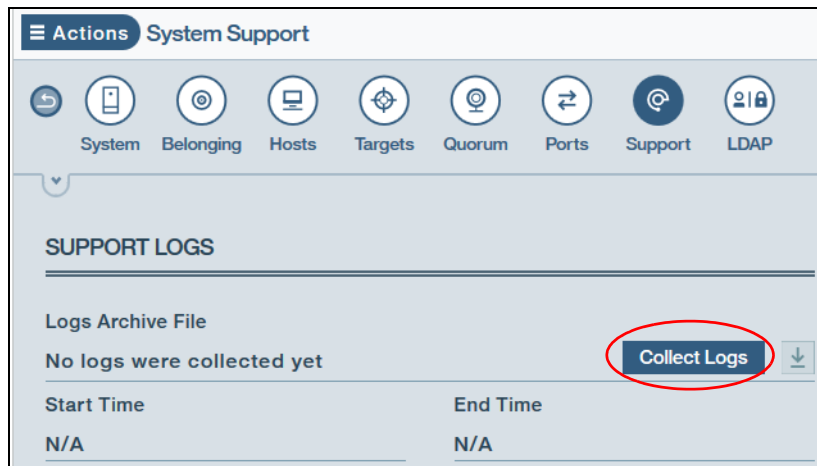 Actions System Support
System Belonging Hosts Targets Quorum Ports Support LDAP
SUPPORT LOGS
Logs Archive File
No logs were collected yet Collect Logs
Start Time End Time
N/A N/A